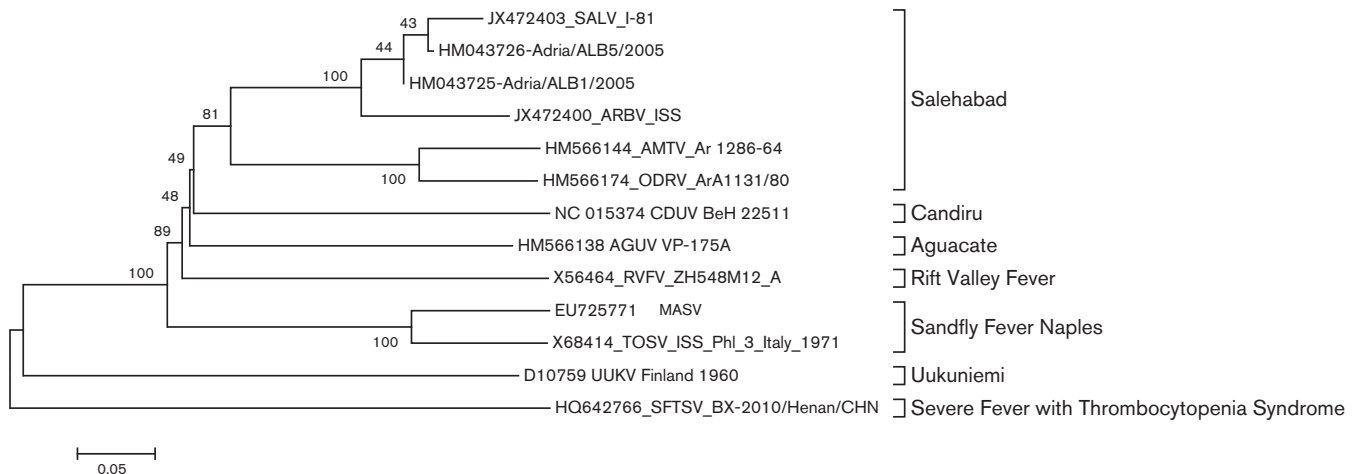 43
JX472403_SALV_I-81
44
HM043726-Adria/ALB5/2005
100
HM043725-Adria/ALB1/2005
Salehabad
81
JX472400_ARBV_ISS
HM566144_AMTV_Ar 1286-64
49
100
HM566174_ODRV_ArA1131/80
48
NC 015374 CDUV BeH 22511
Candiru
89
HM566138 AGUV VP-175A
Aguacate
100
X56464_RVFV_ZH548M12_A
Rift Valley Fever
EU725771 MASV
Sandfly Fever Naples
100
X68414_TOSV_ISS_Phl_3_Italy_1971
D10759 UUKV Finland 1960
Uukuniemi
HQ642766_SFTSV_BX-2010/Henan/CHN
Severe Fever with Thrombocytopenia Syndrome
0.05